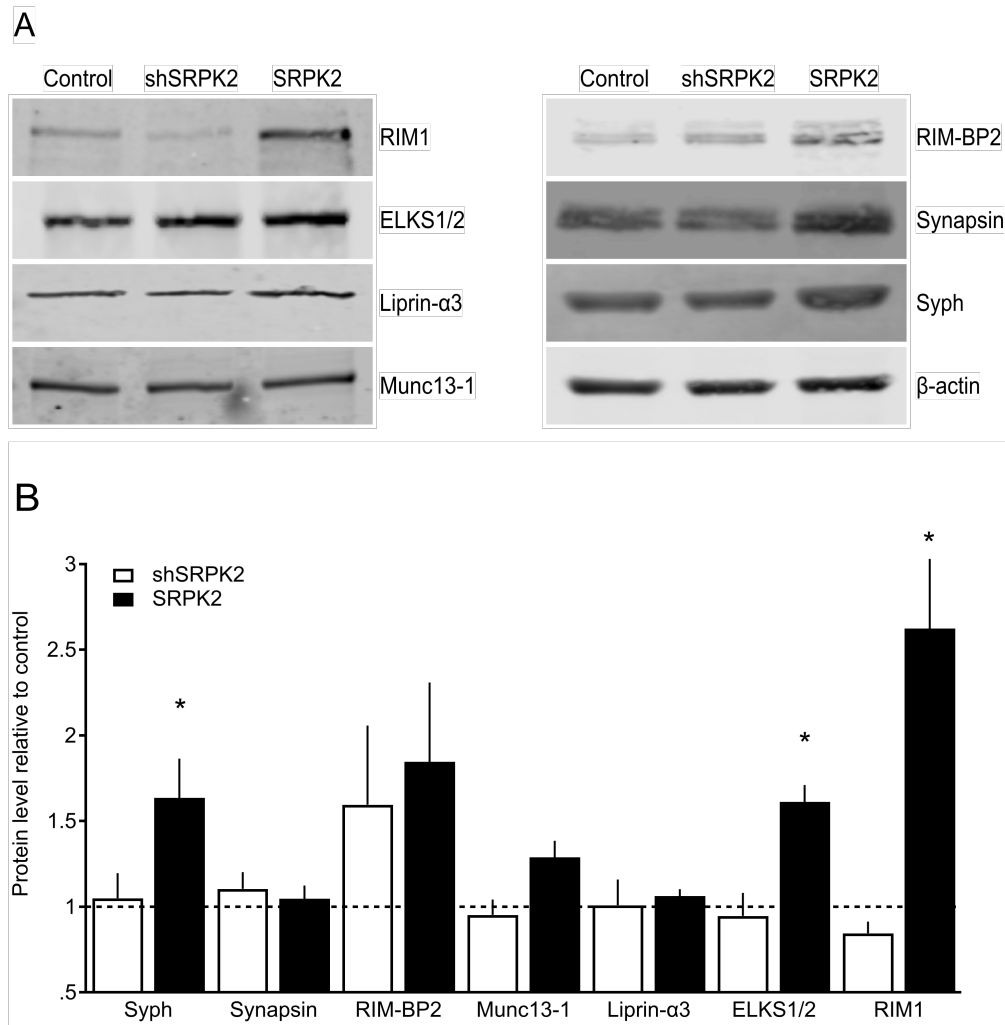 A
Control shSRPK2 SRPK2
RIM1
ELKS1/2
Liprin-α3
Munc13-1
Control shSRPK2 SRPK2
RIM-BP2
Synapsin
Syph
β-actin
B
*
3
shSRPK2
SRPK2
2.5
*
2
*
1.5
1
.5
Protein level relative to control
Syph Synapsin RIM-BP2 Munc13-1 Liprin-α3 ELKS1/2 RIM1